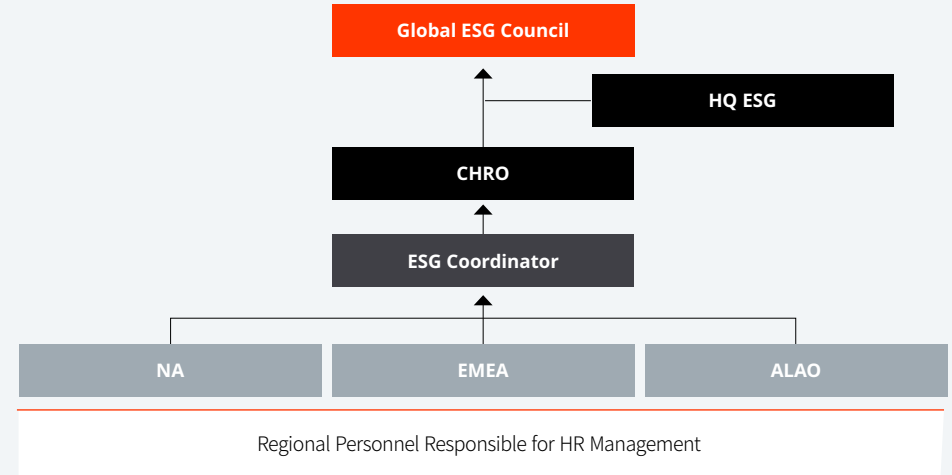 Global ESG Council
HQ ESG
CHRO
ESG Coordinator
NA
EMEA
ALAO
Regional Personnel Responsible for HR Management